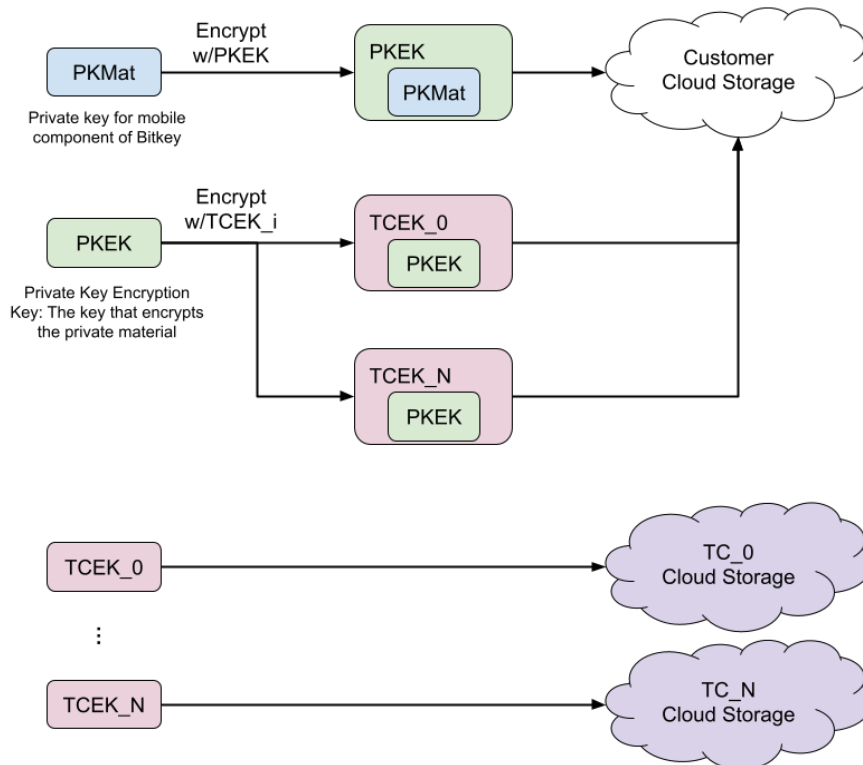 Encrypt
w/PKEK
PKMat
PKEK
PKMat
Customer
Cloud Storage
Private key for mobile
component of Bitkey
Encrypt
w/TCEK_i
PKEK
TCEK_0
PKEK
Private Key Encryption
Key: The key that encrypts
the private material
TCEK_N
PKEK
TCEK_0
TC_0
Cloud Storage
...
TCEK_N
TC_N
Cloud Storage